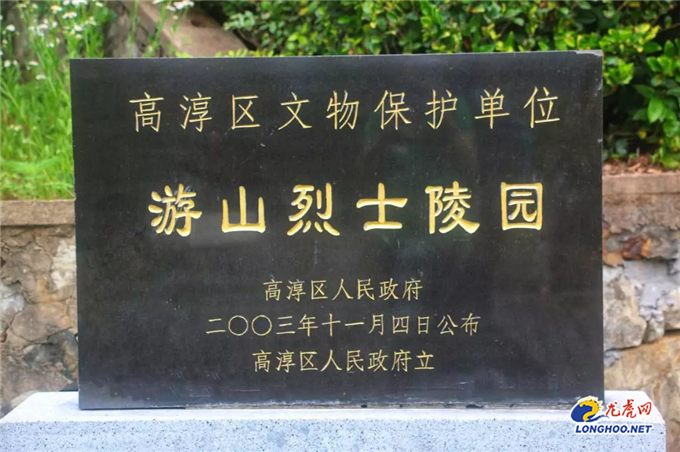 高淳区文物保护单位
游山烈士陵园
高淳区人民政府
二〇〇三年十一月四日公布
高淳区人民政府立
龙虎网
LONGHOO.NET